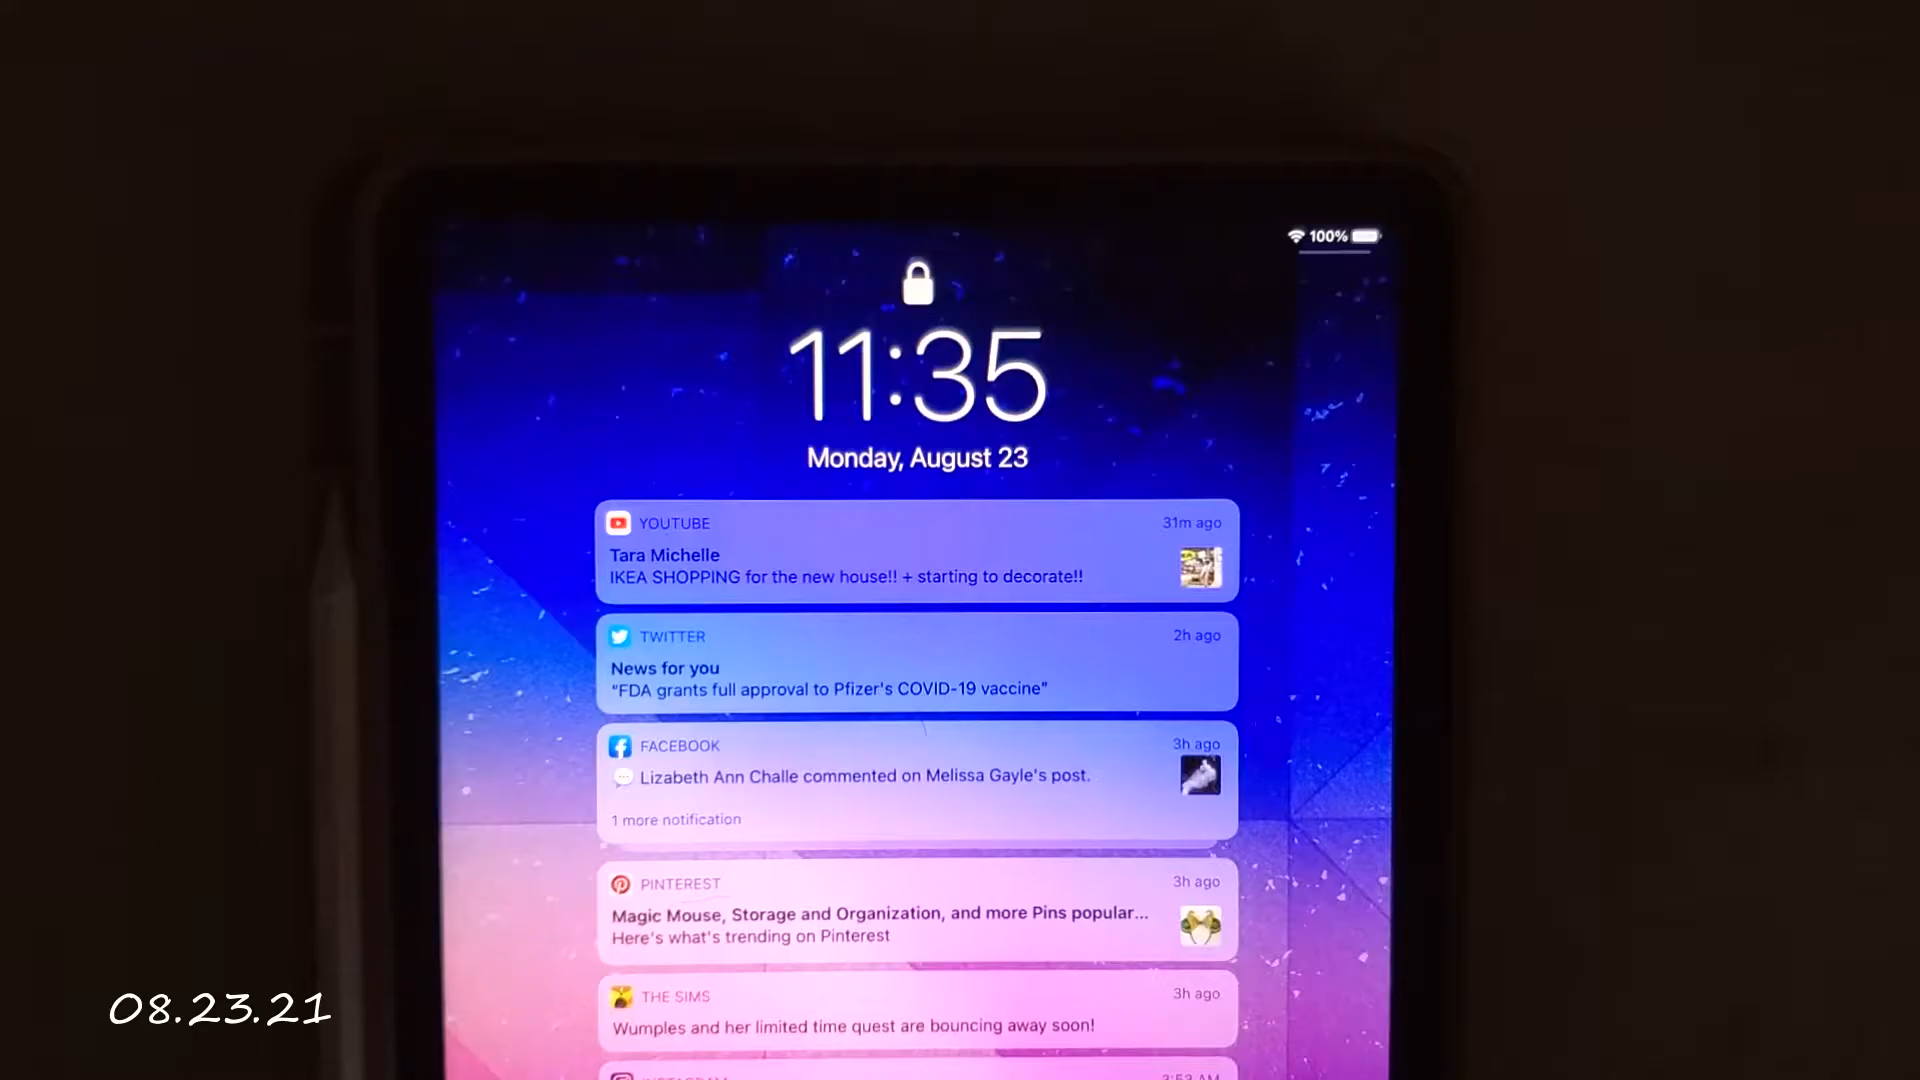 100%
11:35
Monday, August 23
YOUTUBE 31m ago
Tara Michelle
IKEA SHOPPING for the new house!! + starting to decorate!!
TWITTER 2h ago
News for you
"FDA grants full approval to Pfizer's COVID-19 vaccine"
FACEBOOK 3h ago
Lizabeth Ann Challe commented on Melissa Gayle's post.
1 more notification
PINTEREST 3h ago
Magic Mouse, Storage and Organization, and more Pins popular...
Here's what's trending on Pinterest
THE SIMS 3h ago
Wumples and her limited time quest are bouncing away soon!
INSTAGRAM 3:53 AM
08.23.21